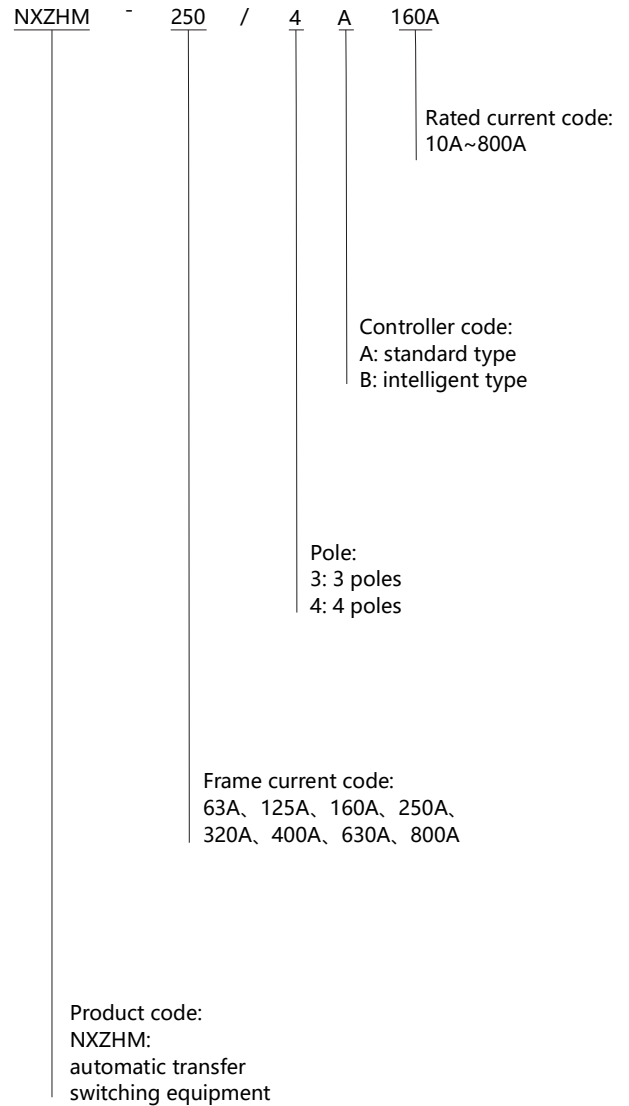 NXZHM - 250 / 4 A 160A
Rated current code:
10A~800A
Controller code:
A: standard type
B: intelligent type
Pole:
3: 3 poles
4: 4 poles
Frame current code:
63A、125A、160A、250A、
320A、400A、630A、800A
Product code:
NXZHM:
automatic transfer
switching equipment